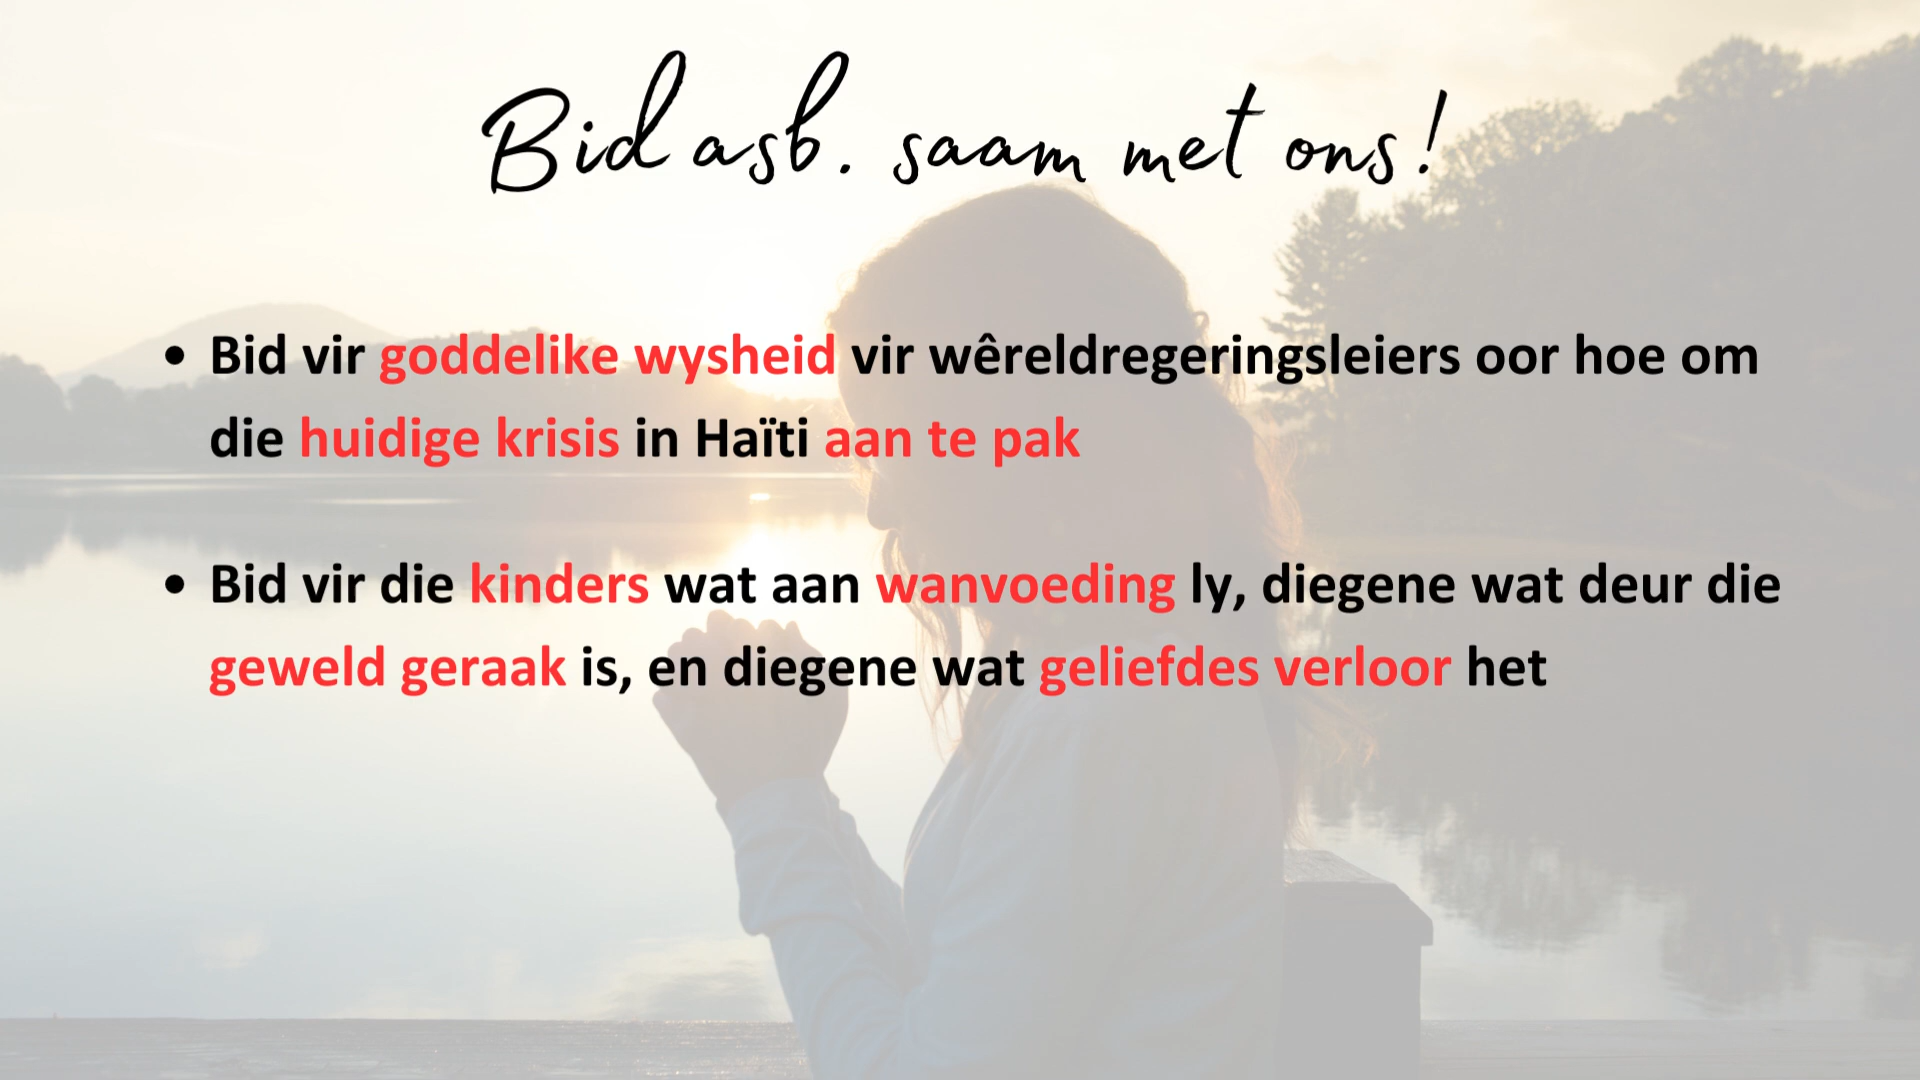 Bid asb. saam met ons!
• Bid vir goddelike wysheid vir wêreldregeringsleiers oor hoe om
die huidige krisis in Haïti aan te pak
• Bid vir die kinders wat aan wanvoeding ly, diegene wat deur die
geweld geraak is, en diegene wat geliefdes verloor het